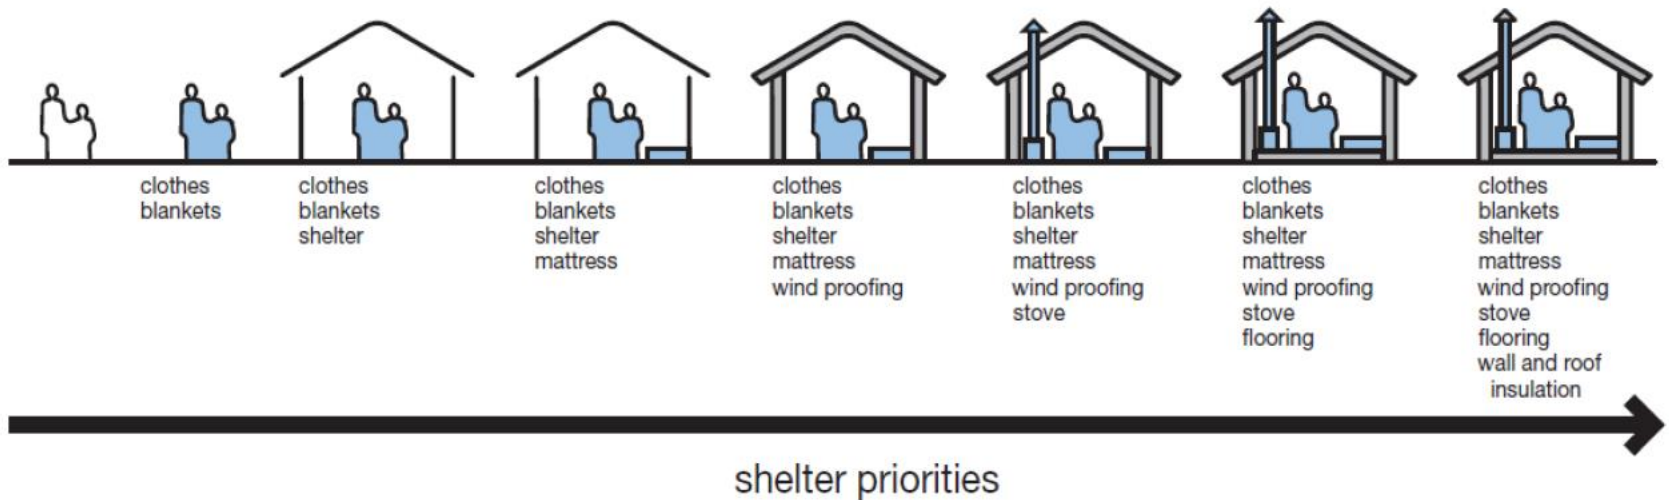 clothes
blankets
clothes
blankets
shelter
clothes
blankets
shelter
mattress
clothes
blankets
shelter
mattress
wind proofing
clothes
blankets
shelter
mattress
wind proofing
stove
clothes
blankets
shelter
mattress
wind proofing
stove
flooring
clothes
blankets
shelter
mattress
wind proofing
stove
flooring
wall and roof
insulation
shelter priorities